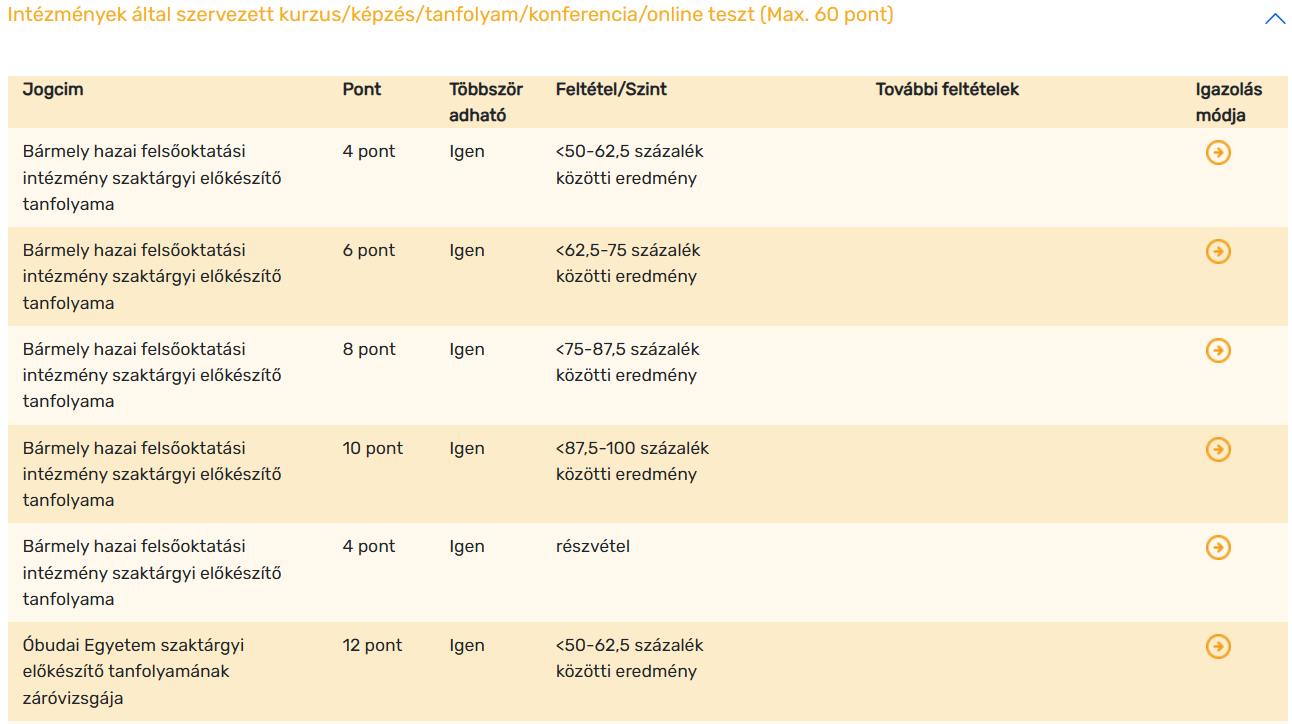 Intézmények által szervezett kurzus/képzés/tanfolyam/konferencia/online teszt (Max. 60 pont)
Jogcim Pont Többször adható Feltétel/Szint További feltételek Igazolás módja
Bármely hazai felsőoktatási intézmény szaktárgyi előkészítő tanfolyama 4 pont Igen <50-62,5 százalék közötti eredmény
Bármely hazai felsőoktatási intézmény szaktárgyi előkészítő tanfolyama 6 pont Igen <62,5-75 százalék közötti eredmény
Bármely hazai felsőoktatási intézmény szaktárgyi előkészítő tanfolyama 8 pont Igen <75-87,5 százalék közötti eredmény
Bármely hazai felsőoktatási intézmény szaktárgyi előkészítő tanfolyama 10 pont Igen <87,5-100 százalék közötti eredmény
Bármely hazai felsőoktatási intézmény szaktárgyi előkészítő tanfolyama 4 pont Igen részvétel
Óbudai Egyetem szaktárgyi előkészítő tanfolyamának záróvizsgája 12 pont Igen <50-62,5 százalék közötti eredmény